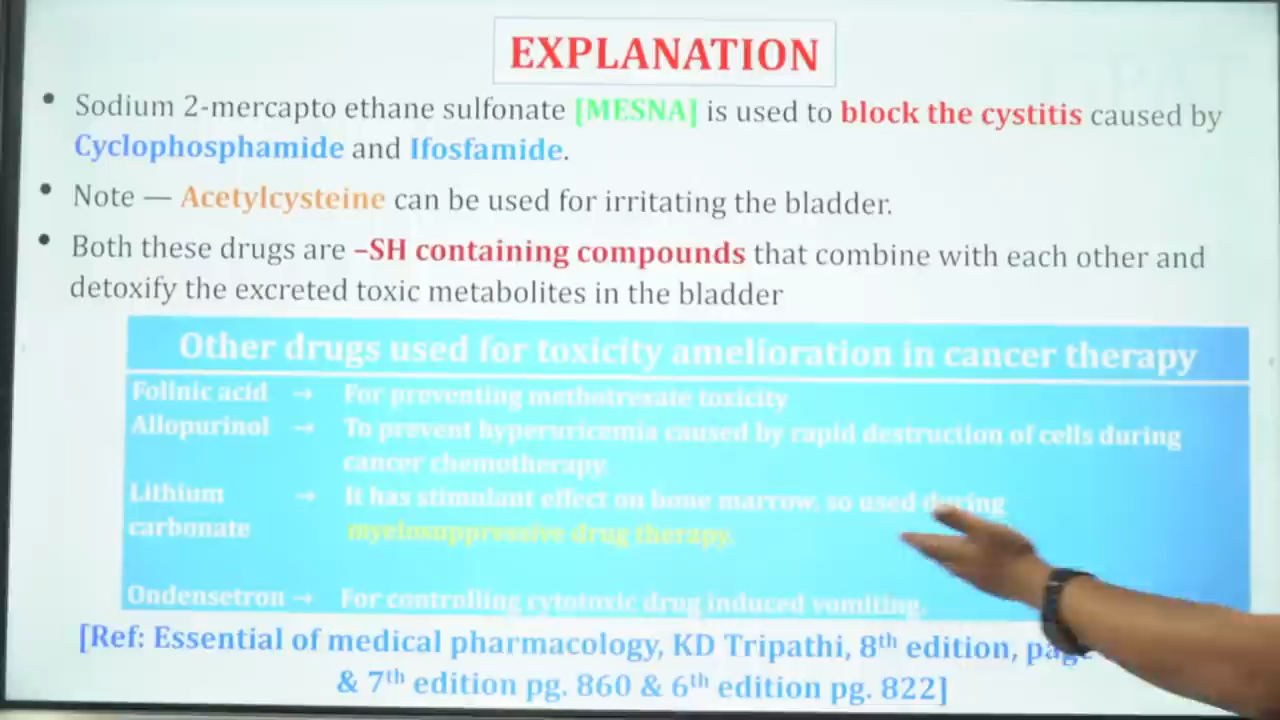 EXPLANATION
• Sodium 2-mercapto ethane sulfonate [MESNA] is used to block the cystitis caused by
Cyclophosphamide and Ifosfamide.
• Note — Acetylcysteine can be used for irritating the bladder.
• Both these drugs are –SH containing compounds that combine with each other and
detoxify the excreted toxic metabolites in the bladder
Other drugs used for toxicity amelioration in cancer therapy
Folinic acid → For preventing methotrexate toxicity
Allopurinol → To prevent hyperuricemia caused by rapid destruction of cells during
cancer chemotherapy.
Lithium → It has stimulant effect on bone marrow, so used during
carbonate myelosuppressive drug therapy.
Ondensetron → For controlling cytotoxic drug induced vomiting.
[Ref: Essential of medical pharmacology, KD Tripathi, 8th edition,
& 7th edition pg. 860 & 6th edition pg. 822]